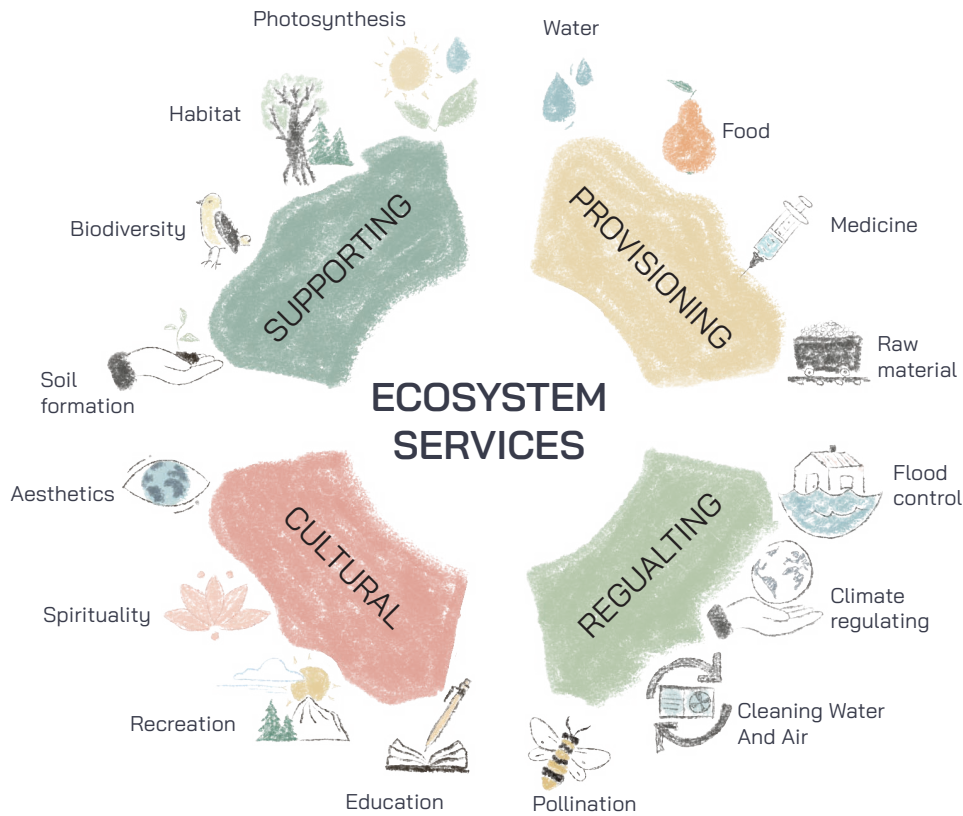 Photosynthesis
Habitat
Biodiversity
Soil
formation
SUPPORTING
Water
Food
Medicine
Raw
material
PROVISIONING
ECOSYSTEM
SERVICES
Aesthetics
Spirituality
Recreation
Education
CULTURAL
Flood
control
Climate
regulating
Cleaning Water
And Air
Pollination
REGUALTING